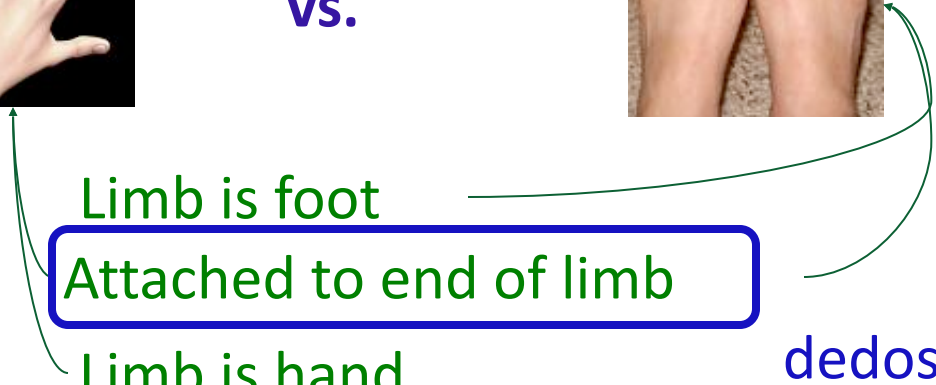 vs.
Limb is foot
Attached to end of limb
Limb is hand
dedos